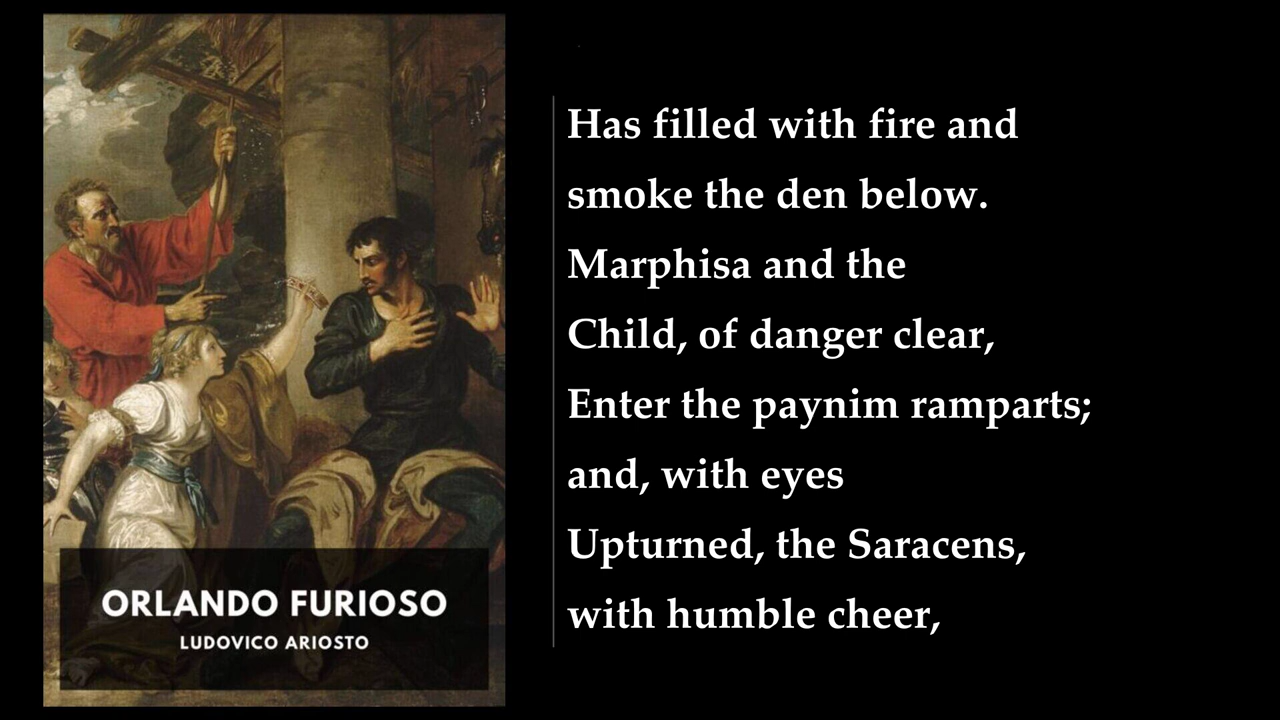 ORLANDO FURIOSO
LUDOVICO ARIOSTO
Has filled with fire and
smoke the den below.
Marphisa and the
Child, of danger clear,
Enter the paynim ramparts;
and, with eyes
Upturned, the Saracens,
with humble cheer,